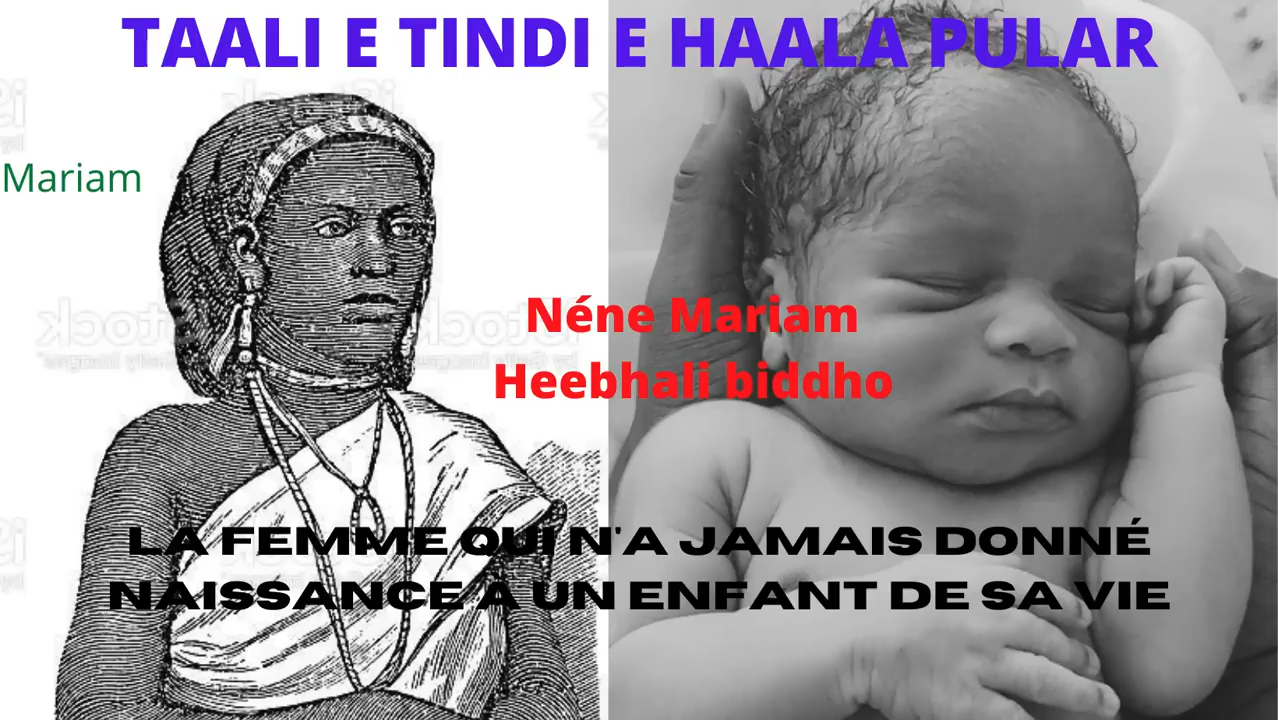 TAALI E TINDI E HAALA PULAR
Mariam
Néne Mariam
Heebhali biddho
LA FEMME QUI N'A JAMAIS DONNÉ
NAISSANCE À UN ENFANT DE SA VIE